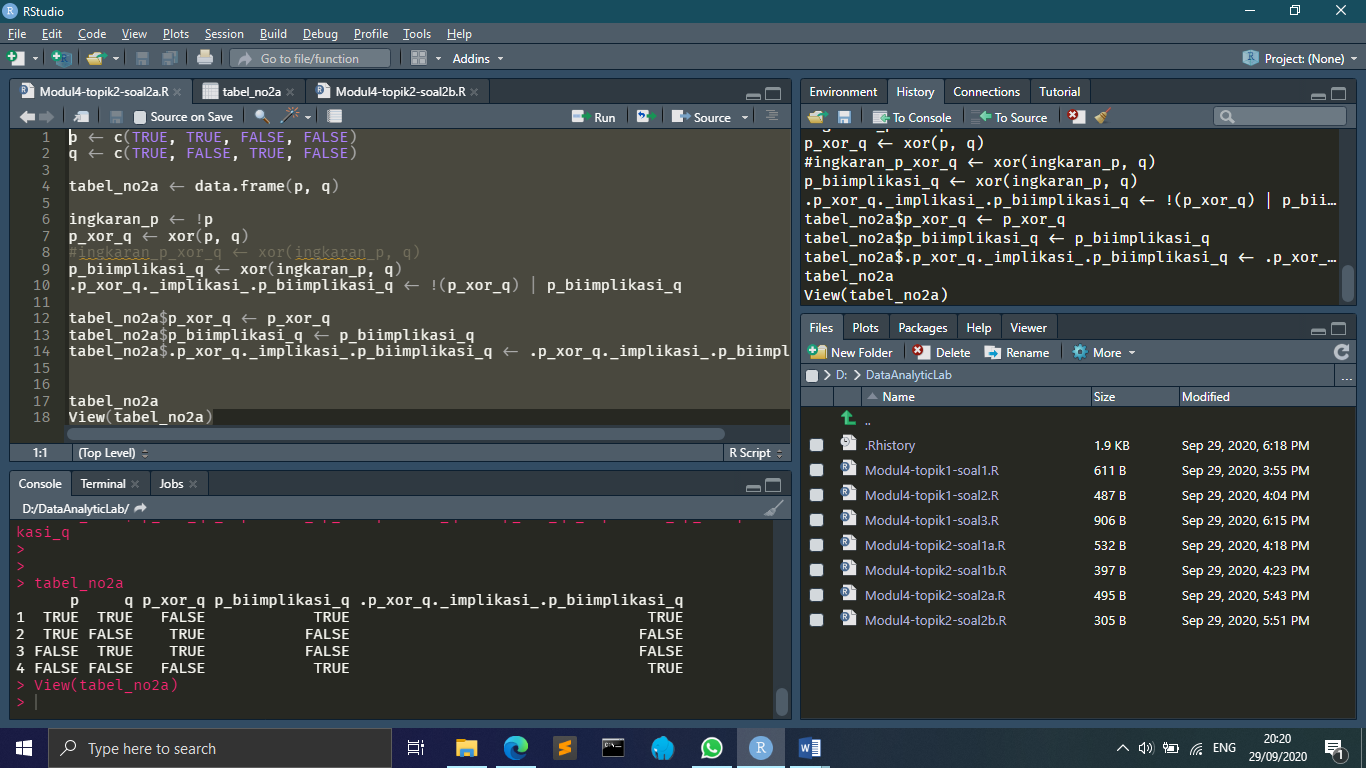 RStudio
File Edit Code View Plots Session Build Debug Profile Tools Help
Go to file/function Addins Project: (None)
Modul4-topik2-soal2a.R tabel_no2a Modul4-topik2-soal2b.R
Source on Save Run Source
1 p <- c(TRUE, TRUE, FALSE, FALSE)
2 q <- c(TRUE, FALSE, TRUE, FALSE)
3
4 tabel_no2a <- data.frame(p, q)
5
6 ingkaran_p <- !p
7 p_xor_q <- xor(p, q)
8 #ingkaran_p_xor_q <- xor(ingkaran_p, q)
9 p_biimplikasi_q <- xor(ingkaran_p, q)
10 .p_xor_q._implikasi_.p_biimplikasi_q <- !(p_xor_q) | p_biimplikasi_q
11
12 tabel_no2a$p_xor_q <- p_xor_q
13 tabel_no2a$p_biimplikasi_q <- p_biimplikasi_q
14 tabel_no2a$.p_xor_q._implikasi_.p_biimplikasi_q <- .p_xor_q._implikasi_.p_biimpl
15
16
17 tabel_no2a
18 View(tabel_no2a)
1:1 (Top Level) R Script
Console Terminal Jobs
D:/DataAnalyticLab/
kasi_q
>
>
> tabel_no2a
p q p_xor_q p_biimplikasi_q .p_xor_q._implikasi_.p_biimplikasi_q
1 TRUE TRUE FALSE TRUE TRUE
2 TRUE FALSE TRUE FALSE FALSE
3 FALSE TRUE TRUE FALSE FALSE
4 FALSE FALSE FALSE TRUE TRUE
> View(tabel_no2a)
>
Environment History Connections Tutorial
To Console To Source
p_xor_q <- xor(p, q)
#ingkaran_p_xor_q <- xor(ingkaran_p, q)
p_biimplikasi_q <- xor(ingkaran_p, q)
.p_xor_q._implikasi_.p_biimplikasi_q <- !(p_xor_q) | p_bii…
tabel_no2a$p_xor_q <- p_xor_q
tabel_no2a$p_biimplikasi_q <- p_biimplikasi_q
tabel_no2a$.p_xor_q._implikasi_.p_biimplikasi_q <- .p_xor_…
tabel_no2a
View(tabel_no2a)
Files Plots Packages Help Viewer
New Folder Delete Rename More
D: DataAnalyticLab ...
Name Size Modified
..
.Rhistory 1.9 KB Sep 29, 2020, 6:18 PM
Modul4-topik1-soal1.R 611 B Sep 29, 2020, 3:55 PM
Modul4-topik1-soal2.R 487 B Sep 29, 2020, 4:04 PM
Modul4-topik1-soal3.R 906 B Sep 29, 2020, 6:15 PM
Modul4-topik2-soal1a.R 532 B Sep 29, 2020, 4:18 PM
Modul4-topik2-soal1b.R 397 B Sep 29, 2020, 4:23 PM
Modul4-topik2-soal2a.R 495 B Sep 29, 2020, 5:43 PM
Modul4-topik2-soal2b.R 305 B Sep 29, 2020, 5:51 PM
Type here to search
ENG
20:20
29/09/2020
1